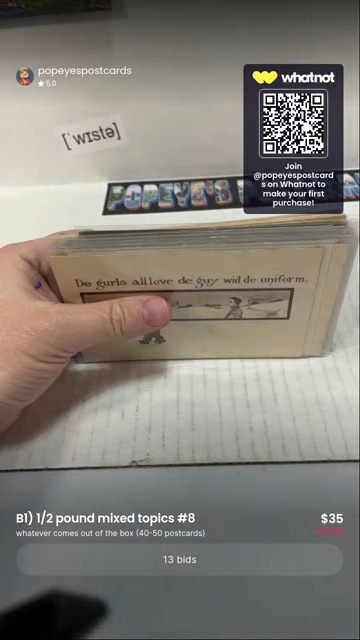 popeyespostcards
★ 5.0
whatnot
Join
@popeyespostcard
s on Whatnot to
make your first
purchase!
['wɪstə]
POPEYE'S
De gurls all love de guy wid de uniform.
B1) 1/2 pound mixed topics #8
$35
whatever comes out of the box (40-50 postcards)
13 bids